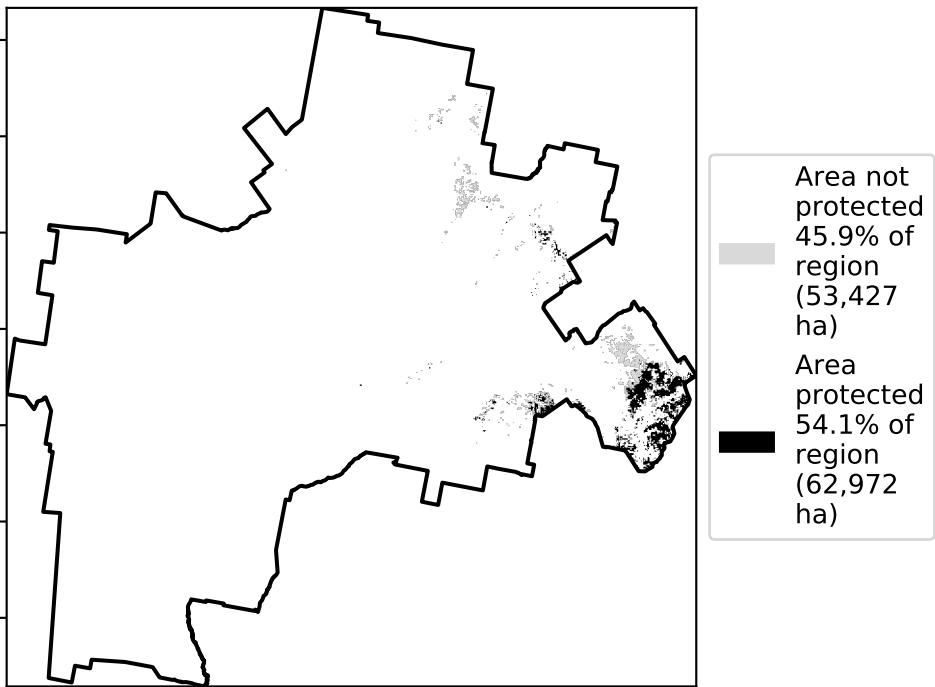 Area not
protected
45.9% of
region
(53,427
ha)
Area
protected
54.1% of
region
(62,972
ha)